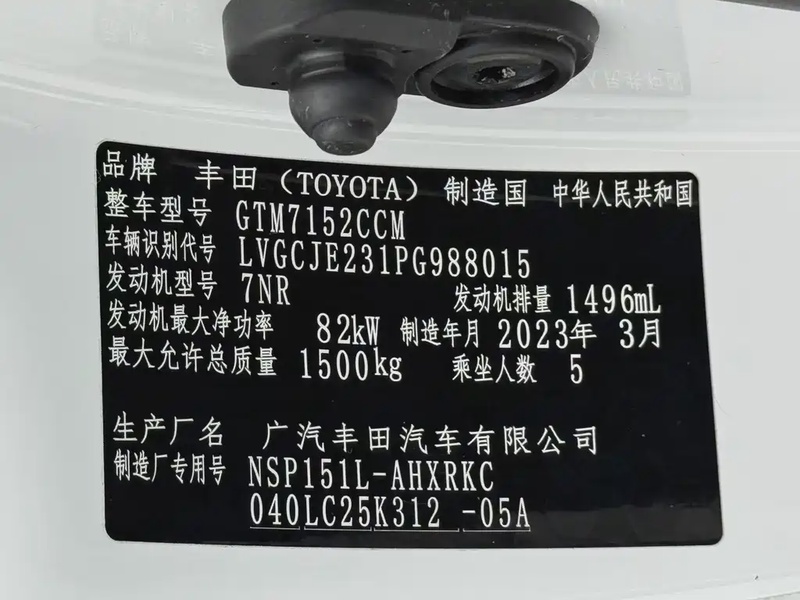 品牌 丰田（TOYOTA） 制造国 中华人民共和国
整车型号 GTM7152CCM
车辆识别代号 LVGCJE231PG988015
发动机型号 7NR 发动机排量 1496mL
发动机最大净功率 82kW 制造年月 2023年 3月
最大允许总质量 1500kg 乘坐人数 5
生产厂名 广汽丰田汽车有限公司
制造厂专用号 NSP151L-AHXRKC
040LC25K312 -05A